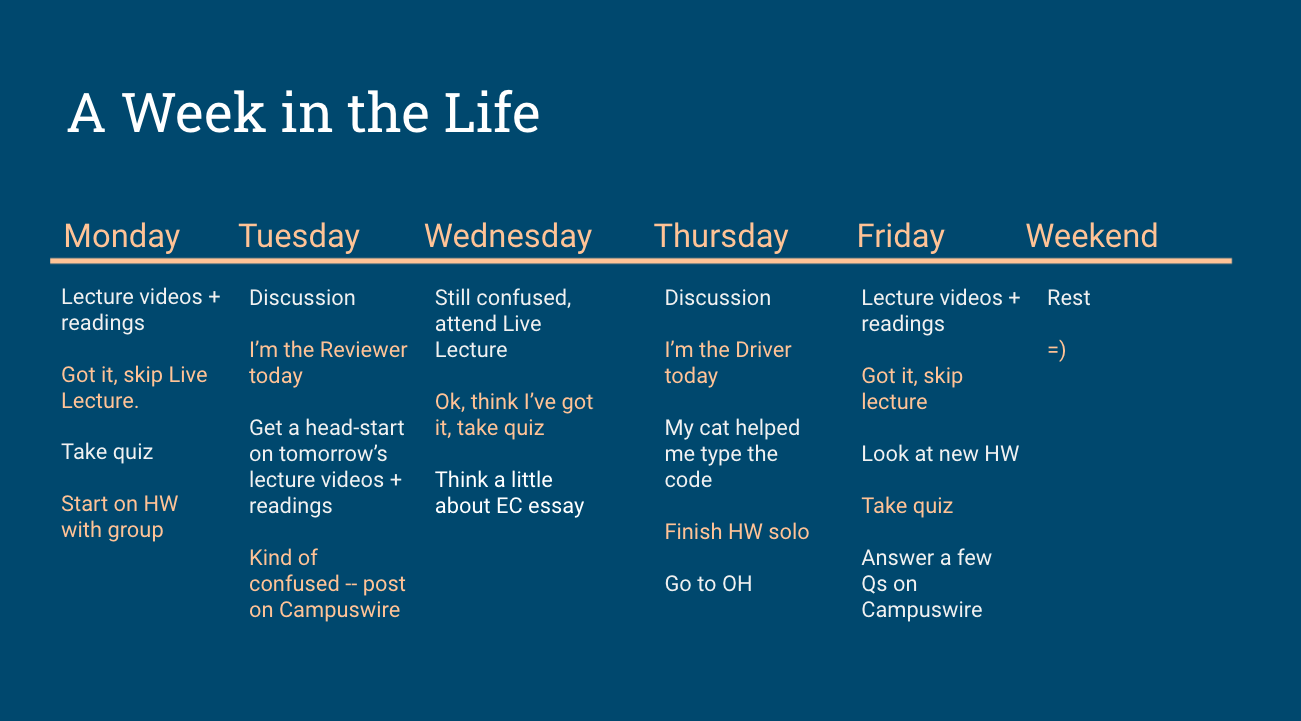 A Week in the Life
Monday
Tuesday
Wednesday
Thursday
Friday
Weekend
Lecture videos +
readings
Got it, skip Live
Lecture.
Take quiz
Start on HW
with group
Discussion
I'm the Reviewer
today
Get a head-start
on tomorrow's
lecture videos +
readings
Kind of
confused -- post
on Campuswire
Still confused,
attend Live
Lecture
Ok, think I've got
it, take quiz
Think a little
about EC essay
Discussion
I'm the Driver
today
My cat helped
me type the
code
Finish HW solo
Go to OH
Lecture videos +
readings
Got it, skip
lecture
Look at new HW
Take quiz
Answer a few
Qs on
Campuswire
Rest
=)